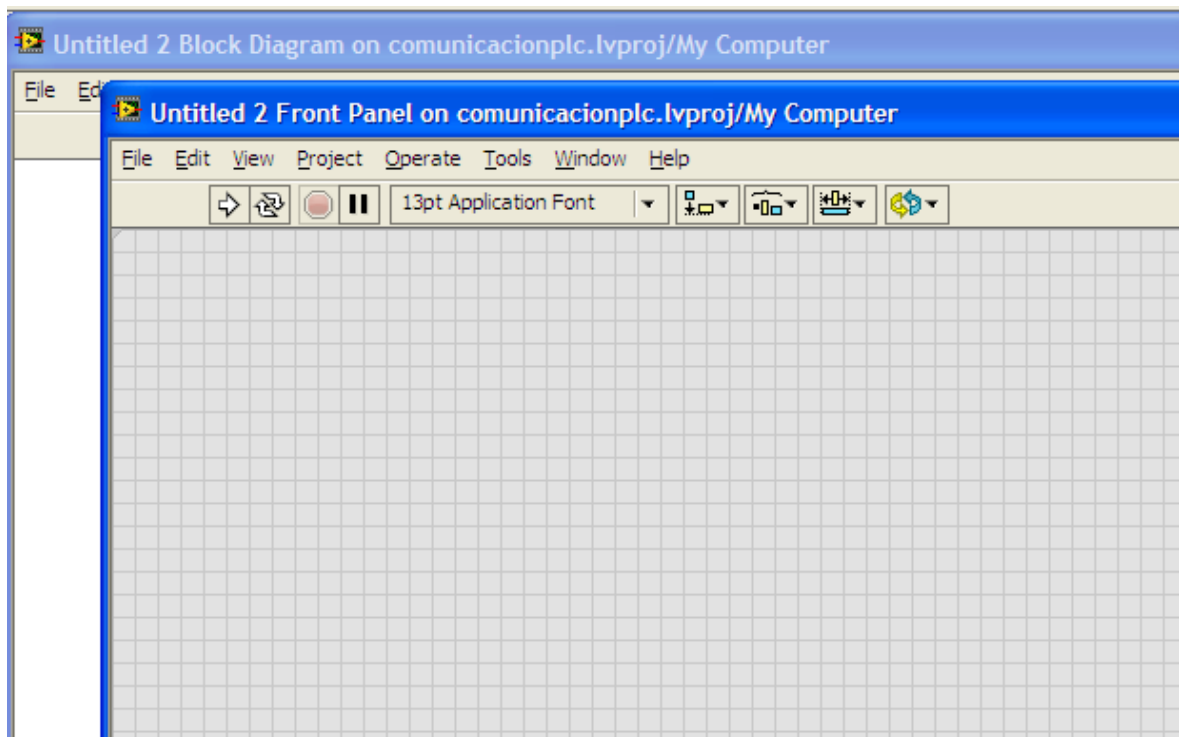 Untitled 2 Block Diagram on comunicacionplc.lvproj/My Computer
File Edi
Untitled 2 Front Panel on comunicacionplc.lvproj/My Computer
File Edit View Project Operate Tools Window Help
13pt Application Font